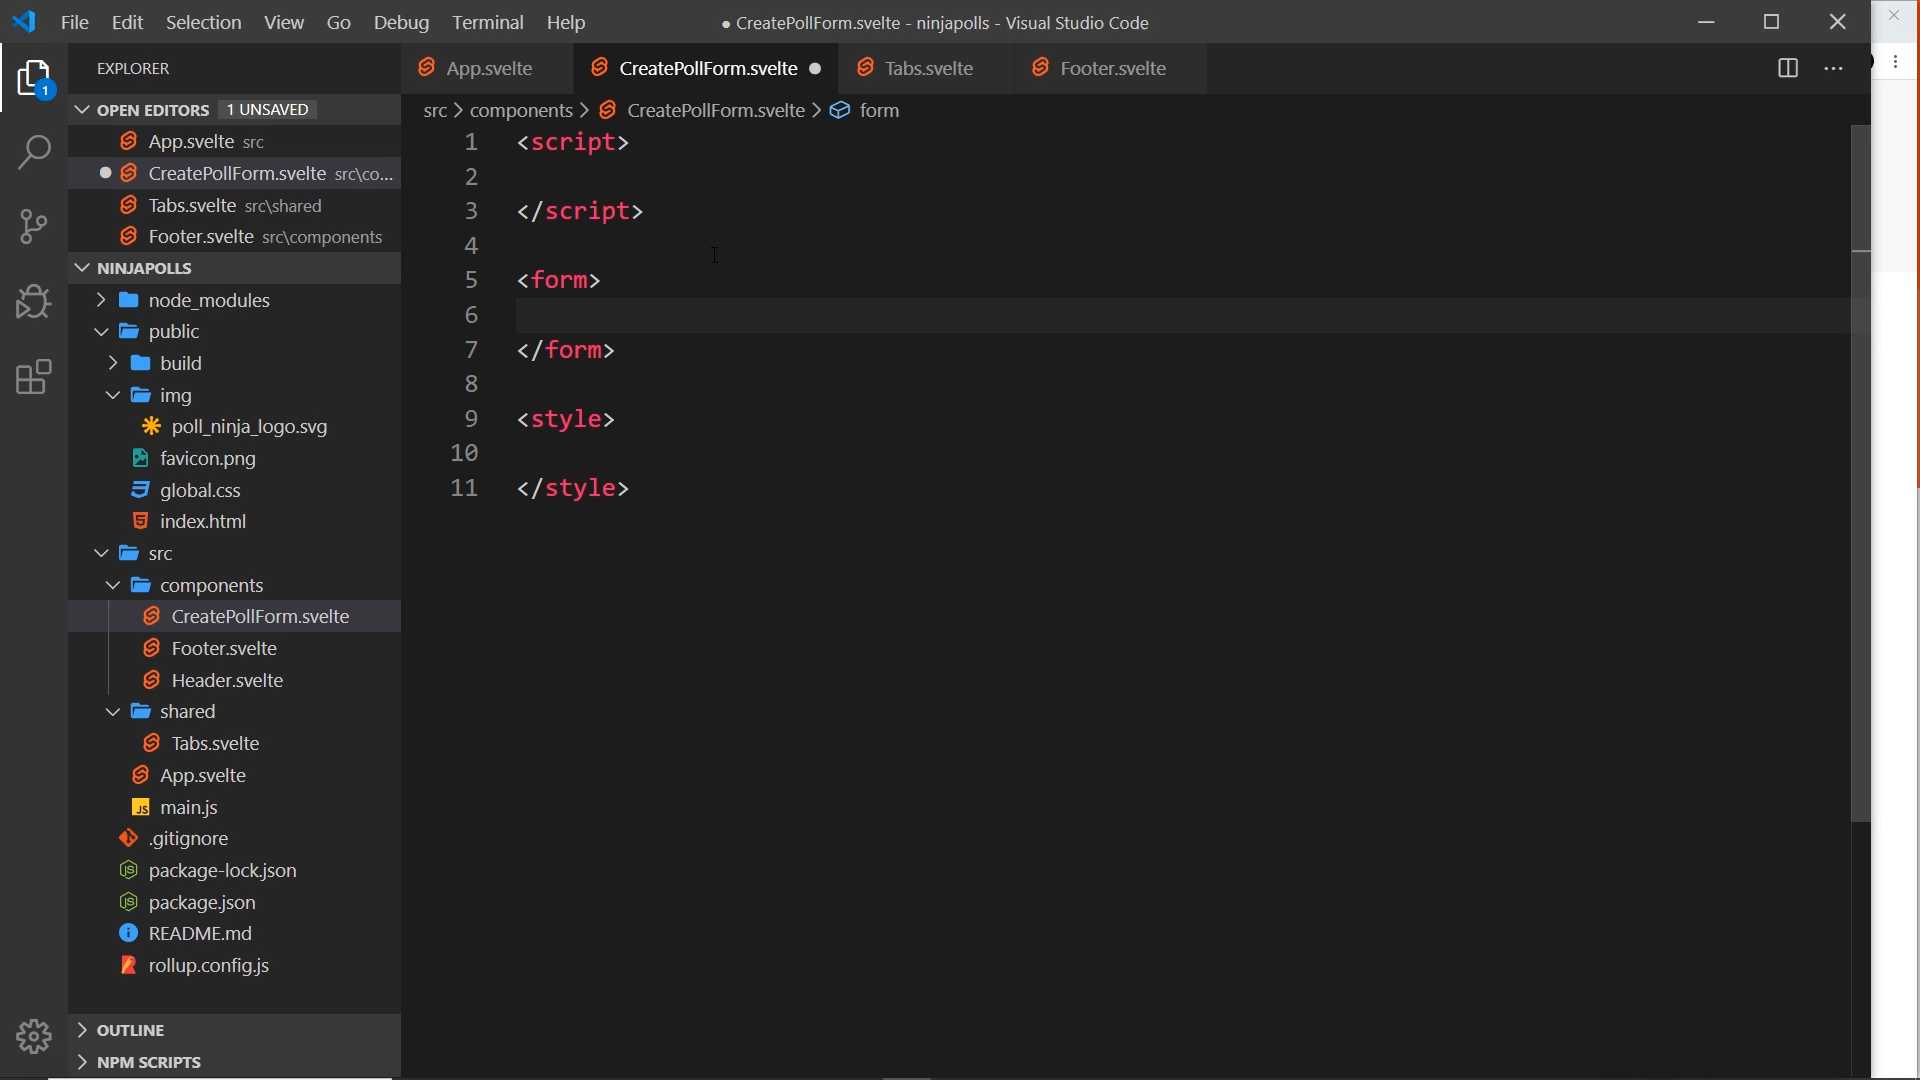 File Edit Selection View Go Debug Terminal Help
● CreatePollForm.svelte - ninjapolls - Visual Studio Code
EXPLORER
OPEN EDITORS 1 UNSAVED
App.svelte src
CreatePollForm.svelte src\co...
Tabs.svelte src\shared
Footer.svelte src\components
NINJAPOLLS
node_modules
public
build
img
poll_ninja_logo.svg
favicon.png
global.css
index.html
src
components
CreatePollForm.svelte
Footer.svelte
Header.svelte
shared
Tabs.svelte
App.svelte
main.js
.gitignore
package-lock.json
package.json
README.md
rollup.config.js
OUTLINE
NPM SCRIPTS
1
App.svelte CreatePollForm.svelte Tabs.svelte Footer.svelte
src > components > CreatePollForm.svelte > form
1 <script>
2
3 </script>
4
5 <form>
6
7 </form>
8
9 <style>
10
11 </style>